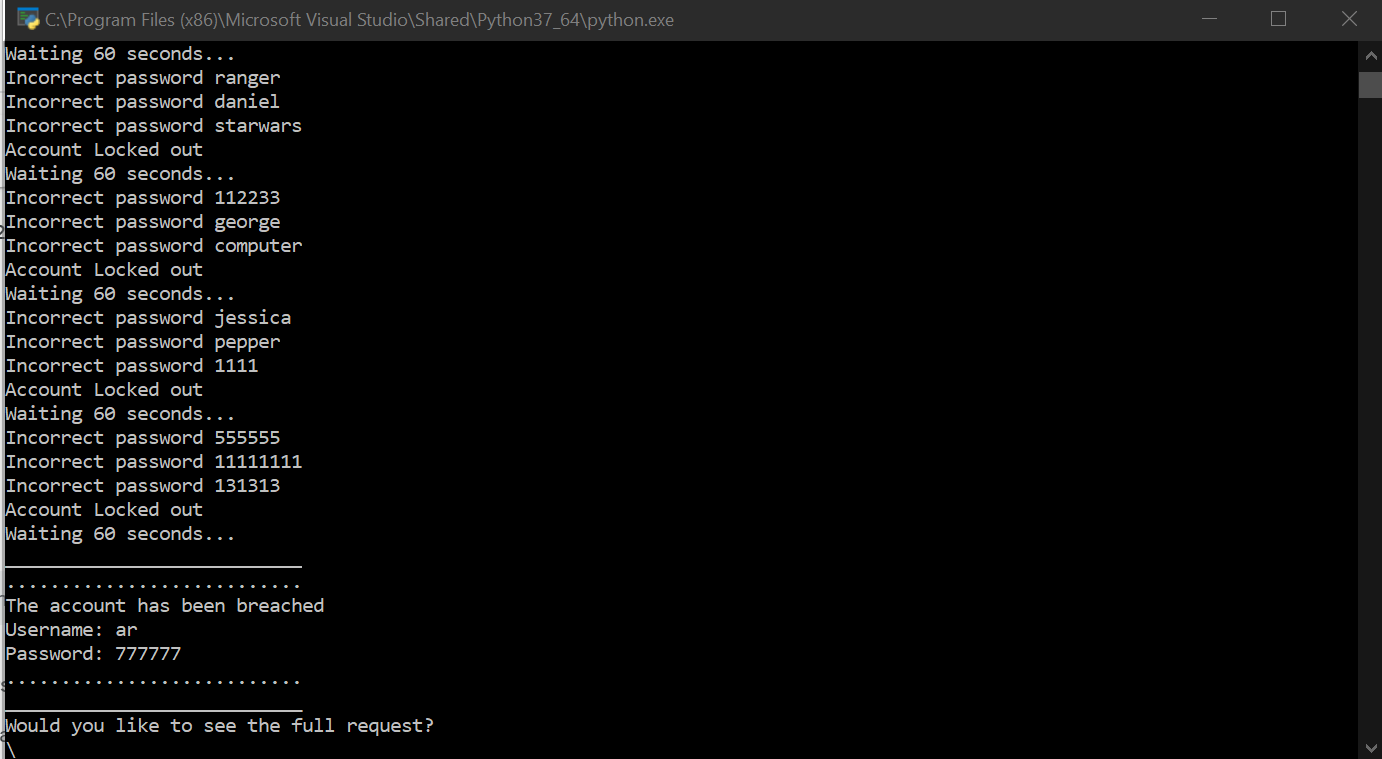 C:\Program Files (x86)\Microsoft Visual Studio\Shared\Python37_64\python.exe
Waiting 60 seconds...
Incorrect password ranger
Incorrect password daniel
Incorrect password starwars
Account Locked out
Waiting 60 seconds...
Incorrect password 112233
Incorrect password george
Incorrect password computer
Account Locked out
Waiting 60 seconds...
Incorrect password jessica
Incorrect password pepper
Incorrect password 1111
Account Locked out
Waiting 60 seconds...
Incorrect password 555555
Incorrect password 11111111
Incorrect password 131313
Account Locked out
Waiting 60 seconds...
___________________________
...........................
The account has been breached
Username: ar
Password: 777777
...........................
___________________________
Would you like to see the full request?
\